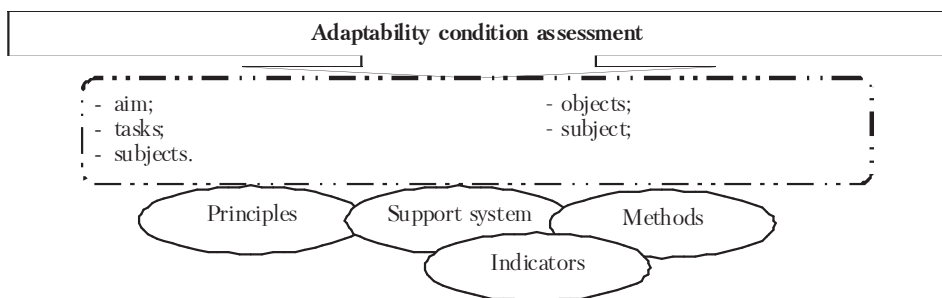 Adaptability condition assessment
- aim;
- tasks;
- subjects.
- objects;
- subject;
Principles
Support system
Methods
Indicators